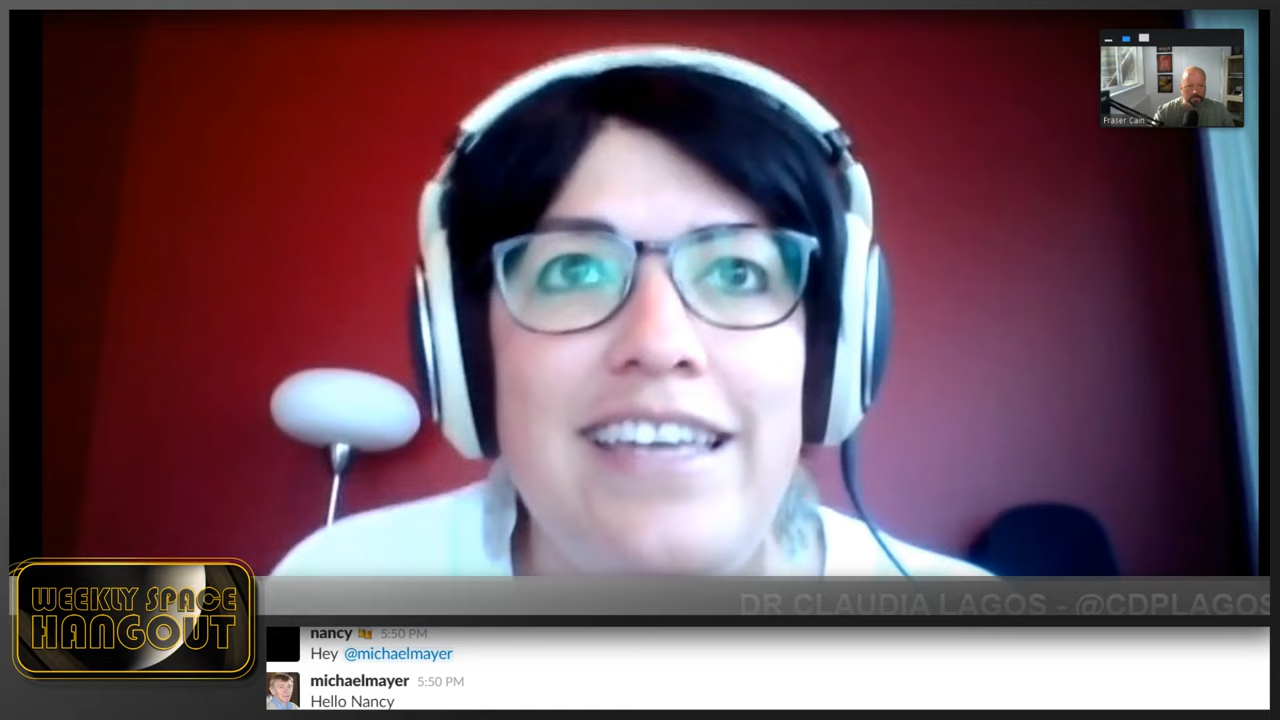 Fraser Cain
DR CLAUDIA LAGOS - @CDPLAGOS
WEEKLY SPACE
HANGOUT
nancy 5:50 PM
Hey @michaelmayer
michaelmayer 5:50 PM
Hello Nancy